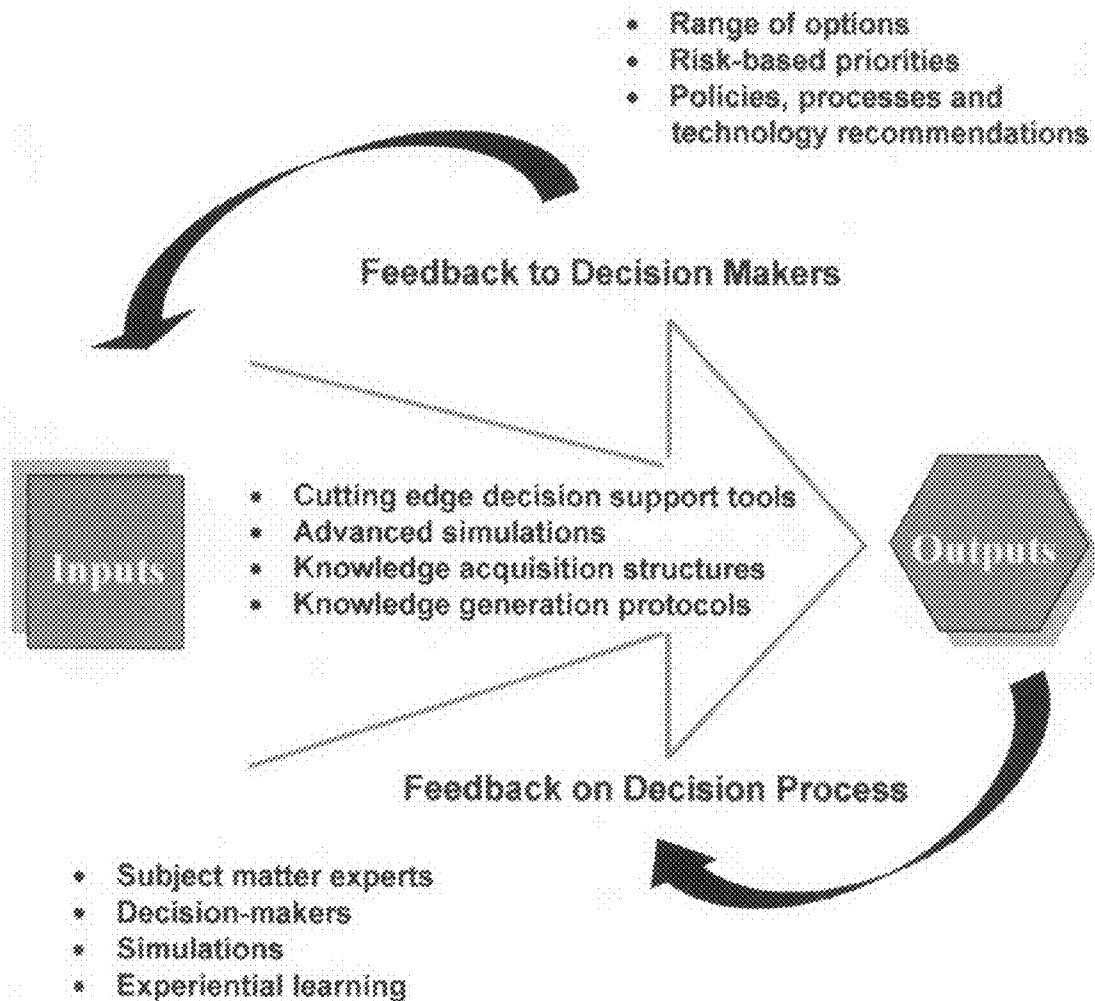 • Range of options
• Risk-based priorities
• Policies, processes and
technology recommendations
Feedback to Decision Makers
Inputs
• Cutting edge decision support tools
• Advanced simulations
• Knowledge acquisition structures
• Knowledge generation protocols
Outputs
Feedback on Decision Process
• Subject matter experts
• Decision-makers
• Simulations
• Experiential learning